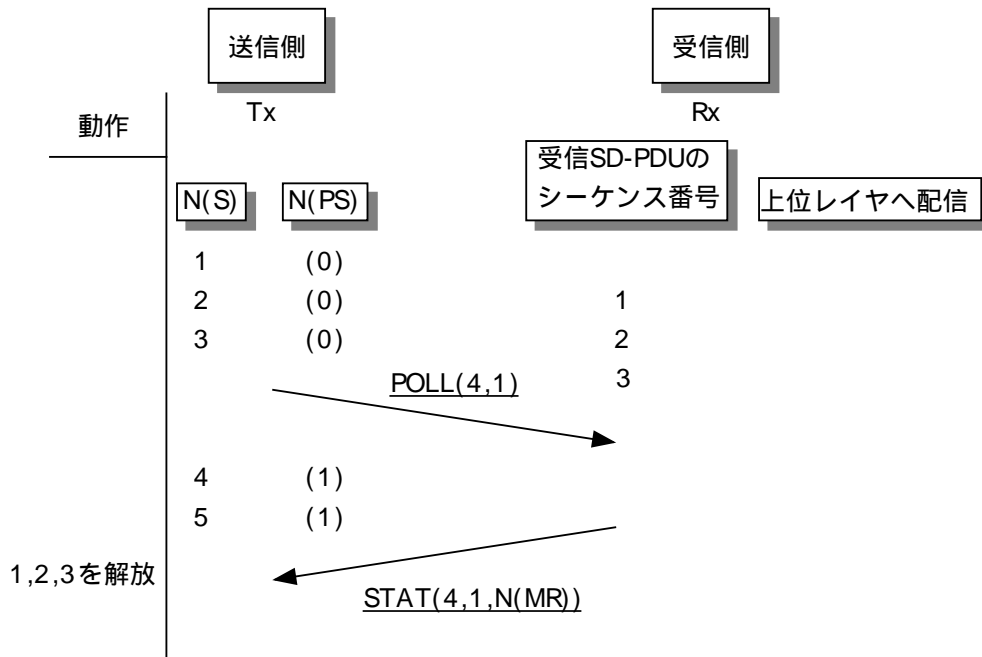 送信側
受信側
Tx
Rx
動作
受信SD-PDUの
シーケンス番号
N(S)
N(PS)
上位レイヤへ配信
1 (0)
2 (0) 1
3 (0) 2
POLL(4,1) 3
4 (1)
5 (1)
1,2,3を解放
STAT(4,1,N(MR))